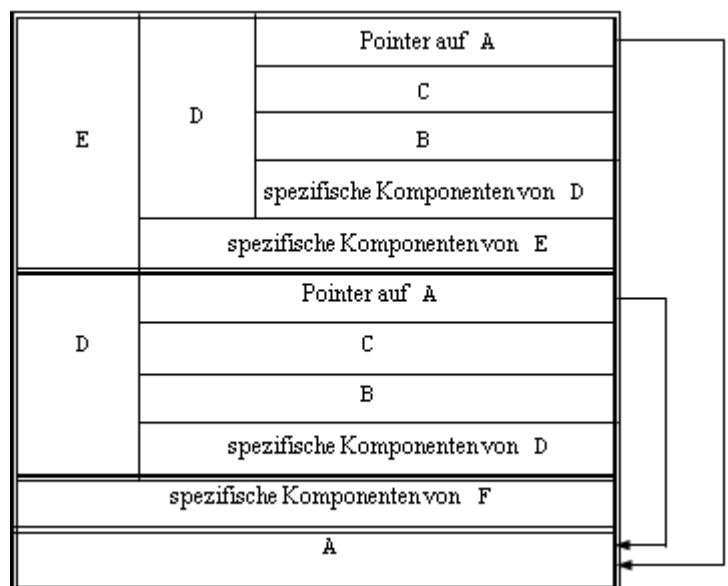 Pointer auf A
C
B
D
E
spezifische Komponenten von D
spezifische Komponenten von E
Pointer auf A
C
B
D
spezifische Komponenten von D
spezifische Komponenten von F
A